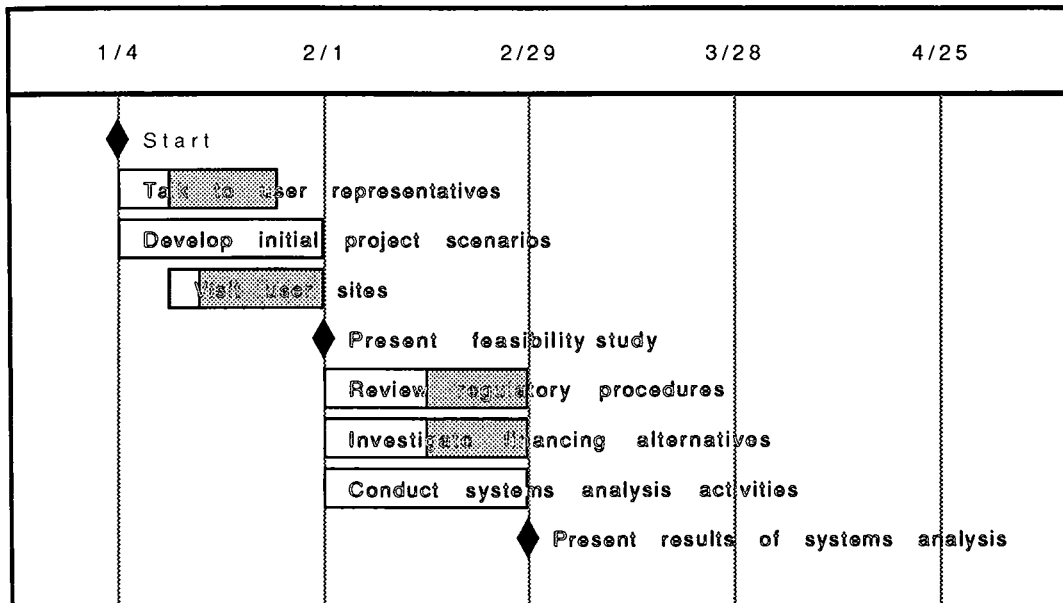 1/4 2/1 2/29 3/28 4/25
Start
Talk to user representatives
Develop initial project scenarios
Visit user sites
Present feasibility study
Review regulatory procedures
Investigate financing alternatives
Conduct systems analysis activities
Present results of systems analysis